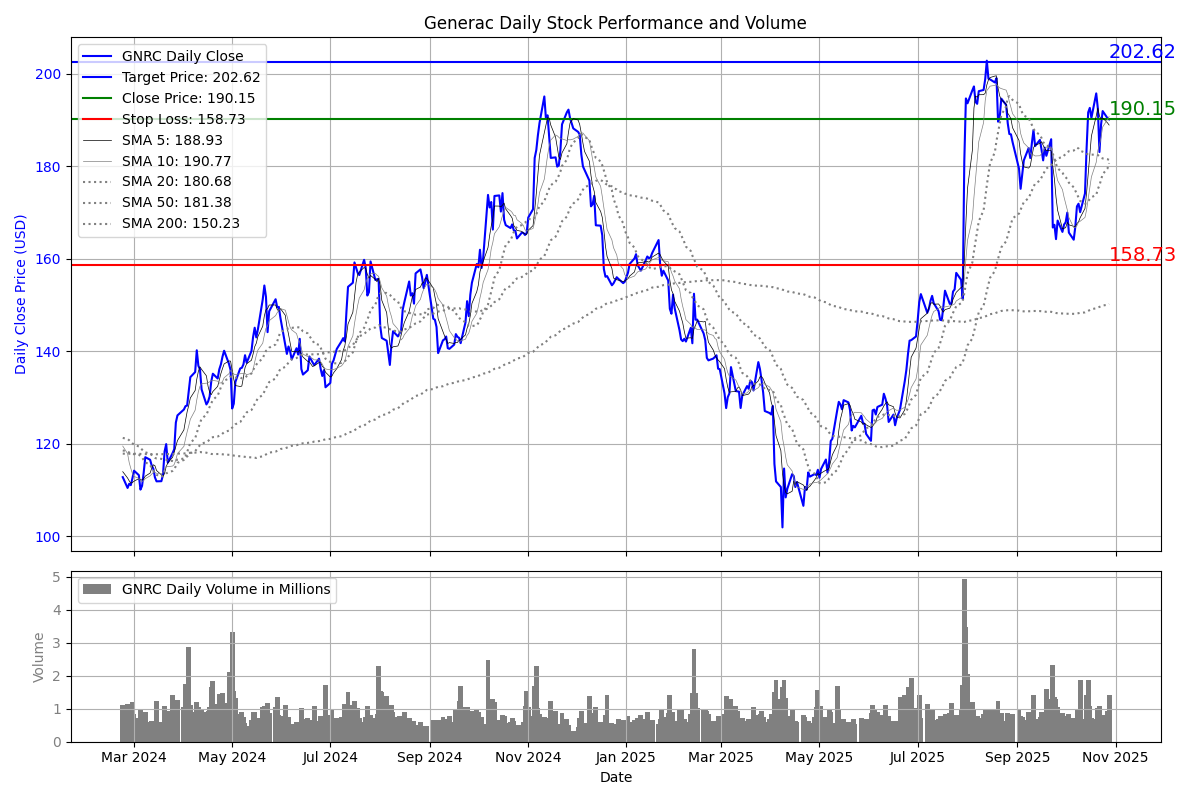 Generac Daily Stock Performance and Volume
GNRC Daily Close
Target Price: 202.62
Close Price: 190.15
Stop Loss: 158.73
SMA 5: 188.93
SMA 10: 190.77
SMA 20: 180.68
SMA 50: 181.38
SMA 200: 150.23
202.62
190.15
158.73
Daily Close Price (USD)
200
180
160
140
120
100
GNRC Daily Volume in Millions
Volume
5
4
3
2
1
0
Mar 2024 May 2024 Jul 2024 Sep 2024 Nov 2024 Jan 2025 Mar 2025 May 2025 Jul 2025 Sep 2025 Nov 2025
Date